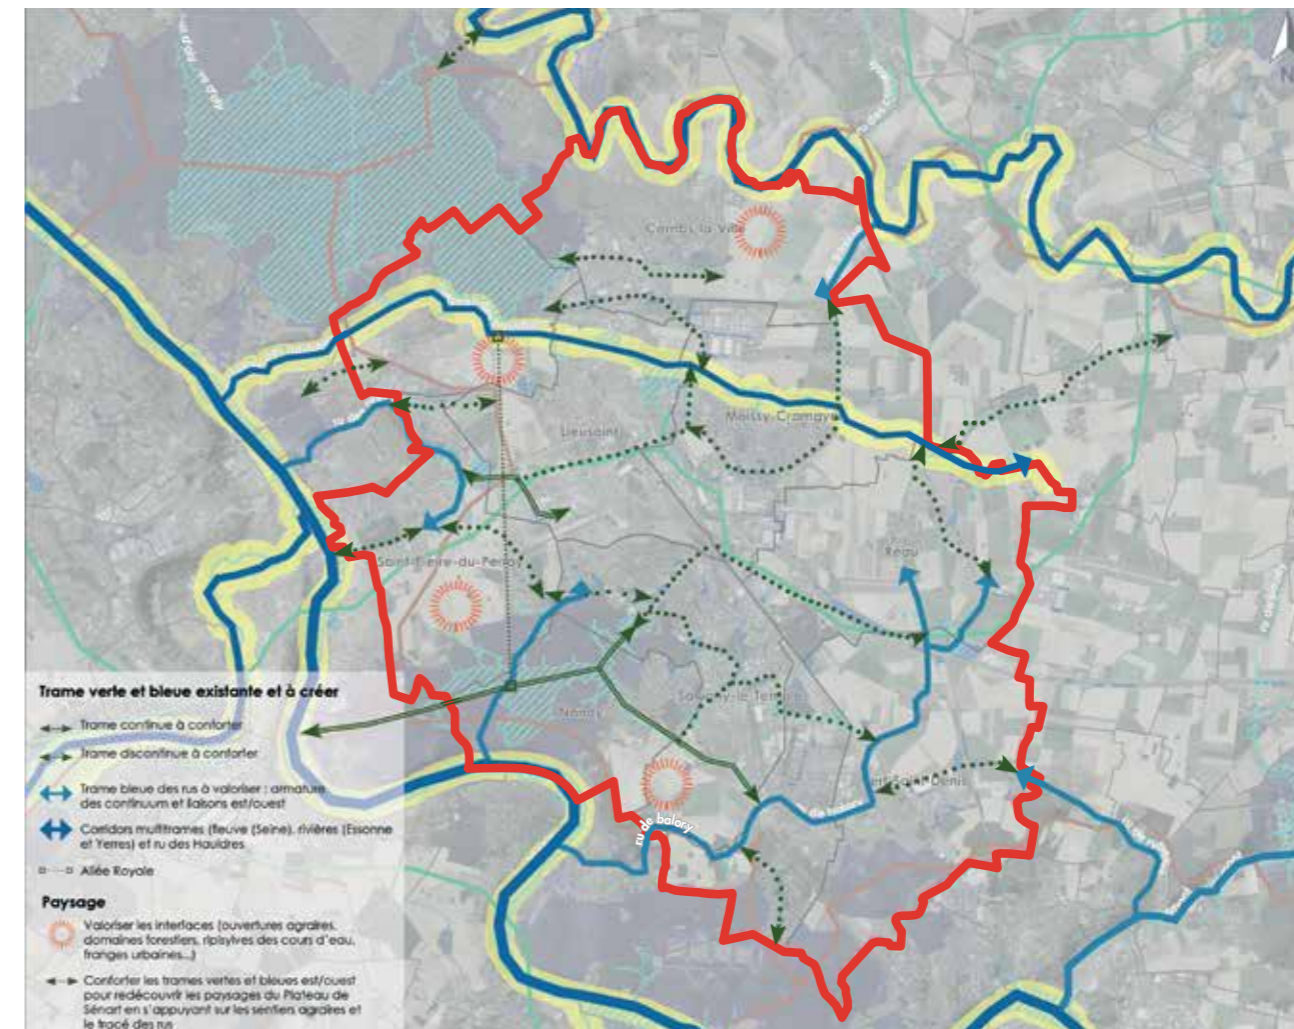 N
Combs-la-Ville
Moissy-Cramayel
Lieusaint
Réau
Saint-Pierre-du-Perray
Savigny-le-Temple
Nandy
Vert-Saint-Denis
ru de balory
Trame verte et bleue existante et à créer
Trame continue à conforter
Trame discontinue à conforter
Trame bleue des rus à valoriser : armature
des continuum et liaisons est/ouest
Corridors multitrames (fleuve (Seine), rivières (Essonne
et Yerres) et ru des Hauldres
Allée Royale
Paysage
Valoriser les interfaces (ouvertures agraires,
domaines forestiers, ripisylves des cours d'eau,
franges urbaines...)
Conforter les trames vertes et bleues est/ouest
pour redécouvrir les paysages du Plateau de
Sénart en s'appuyant sur les sentiers agraires et
le tracé des rus